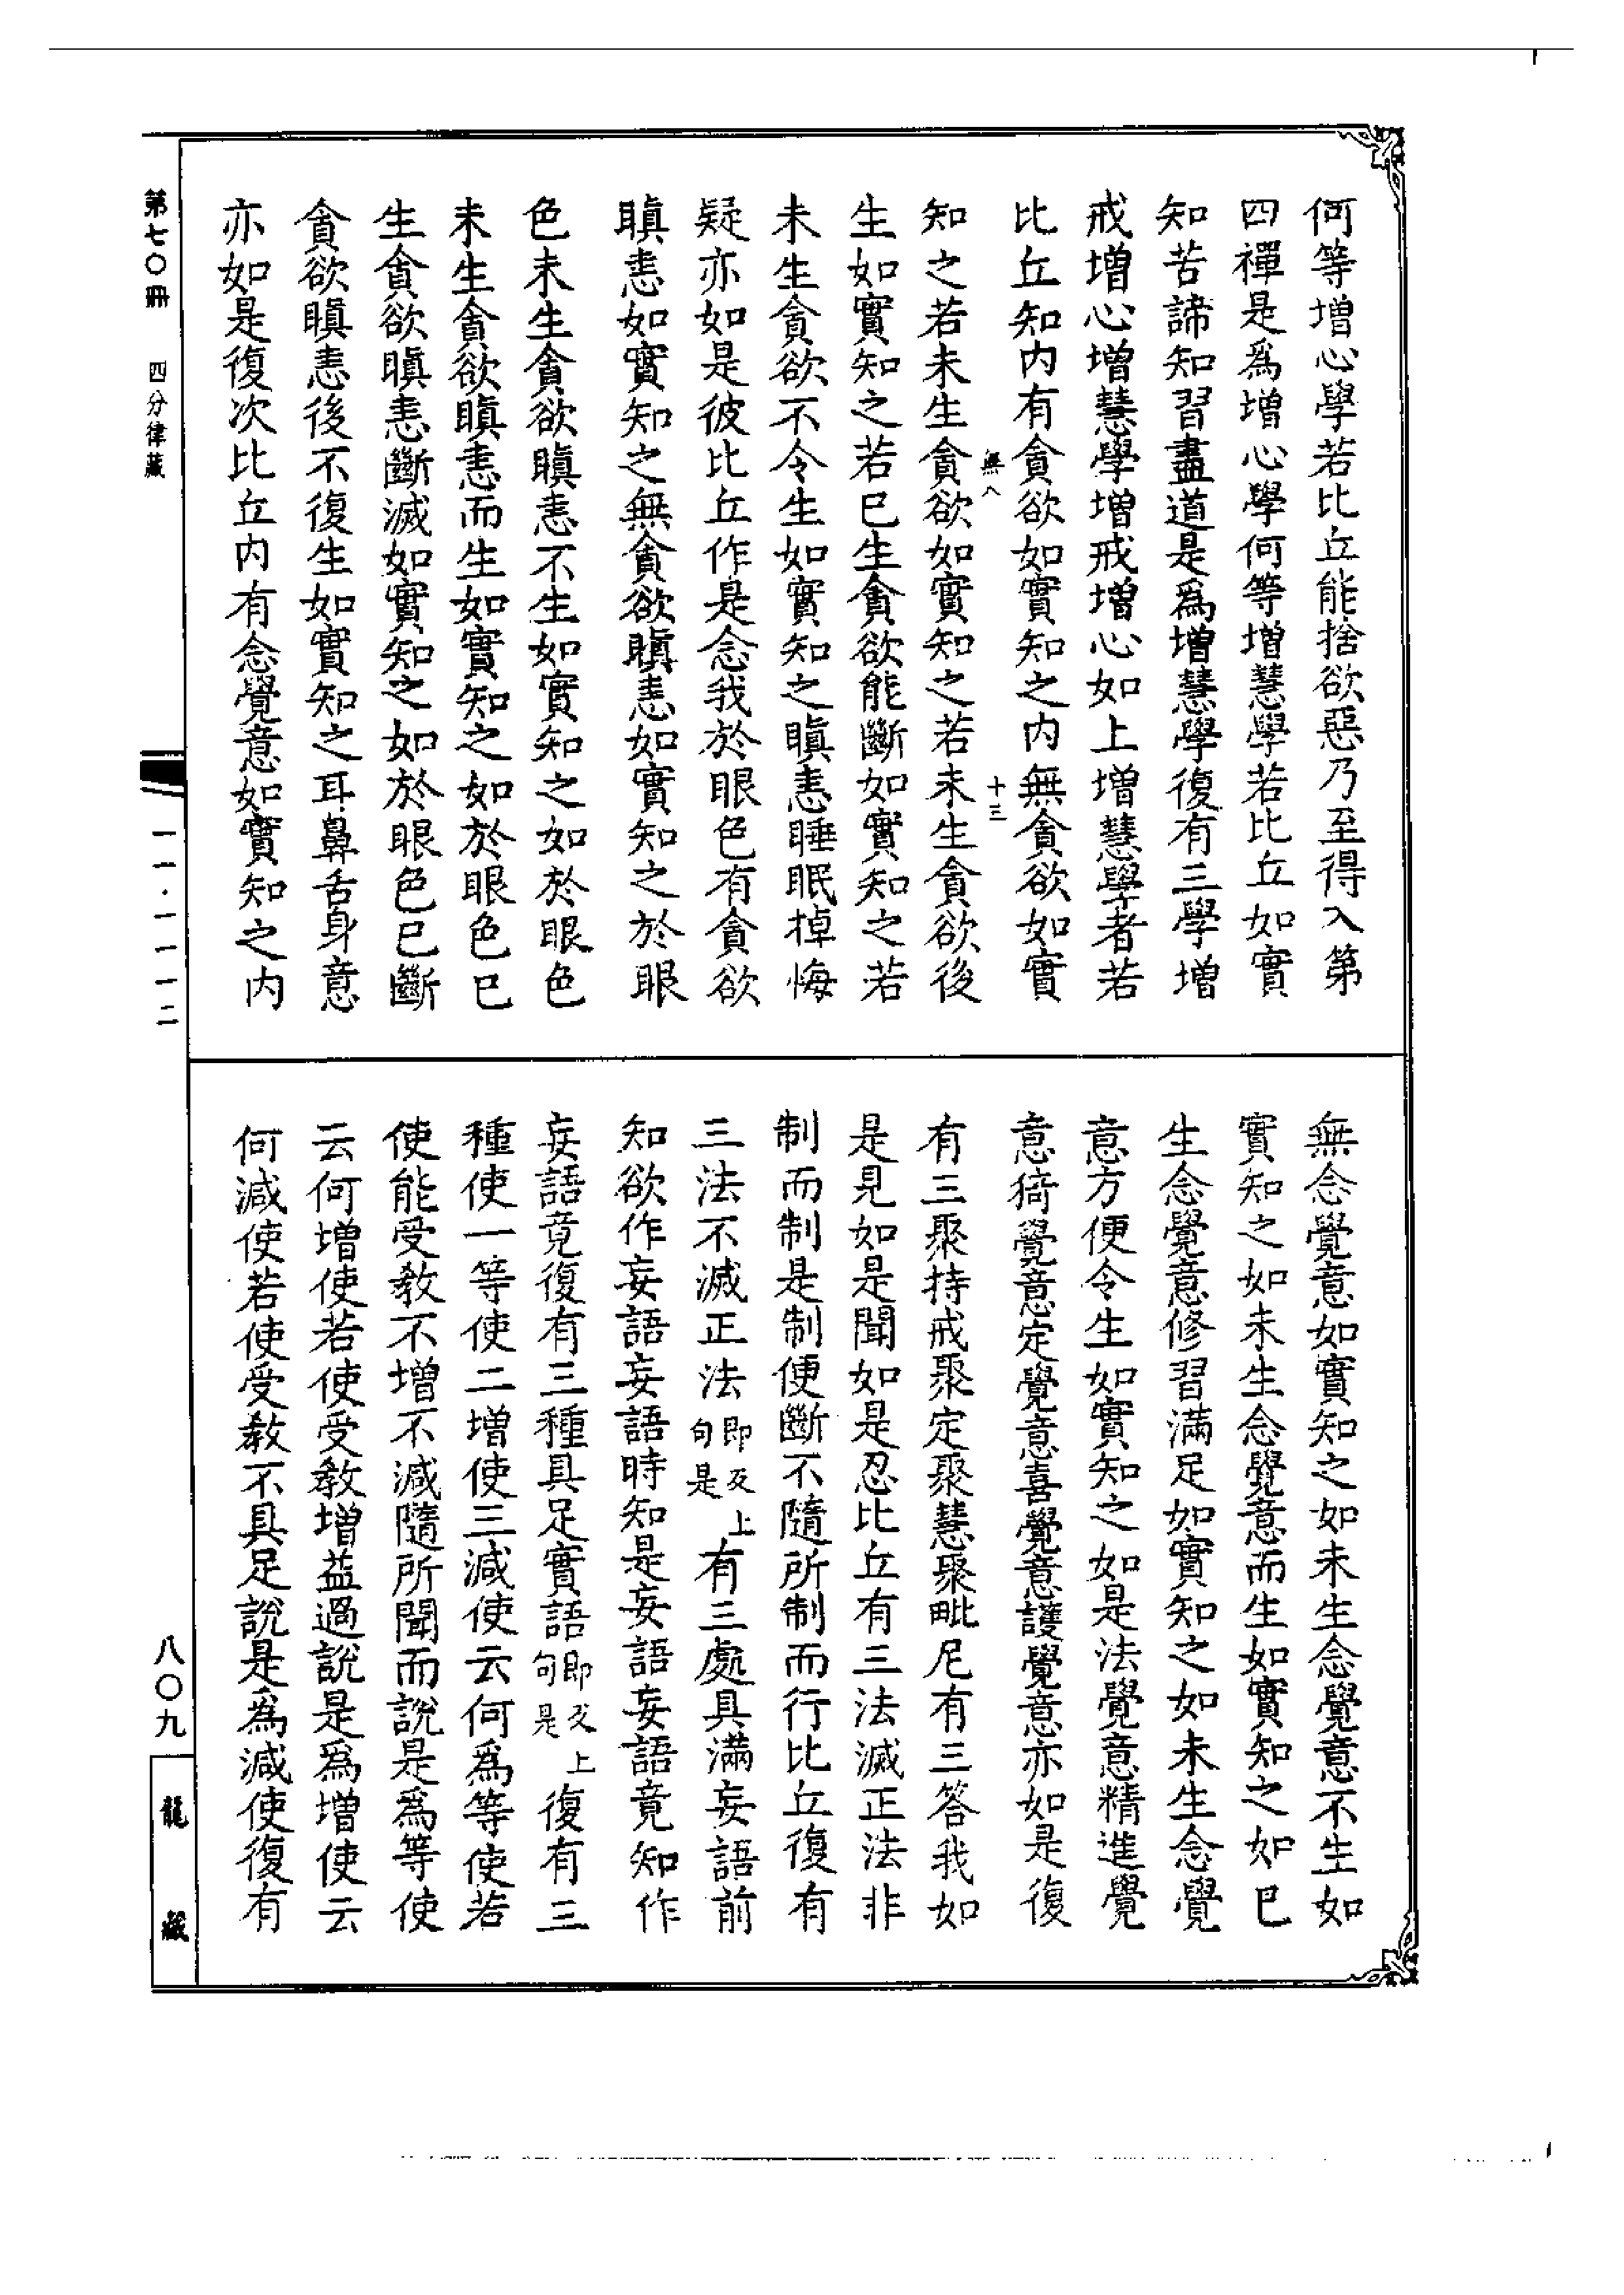 何等增心學若比丘能捨欲惡乃至得入第
四禪是爲增心學何等增慧學若比丘如實
知苦諦知習盡道是爲增慧學復有三學增
戒增心增慧學增戒增心如上增慧學者若
比丘知内有貪欲如實知之内無貪欲如實
無八
十三
知之若未生貪欲如實知之若未生貪欲後
生如實知之若已生貪欲能斷如實知之若
未生貪欲不令生如實知之瞋恚睡眠掉悔
疑亦如是彼比丘作是念我於眼色有貪欲
瞋恚如實知之無貪欲瞋恚如實知之於眼
色未生貪欲瞋恚不生如實知之如於眼色
未生貪欲瞋恚而生如實知之如於眼色已
生貪欲瞋恚斷滅如實知之如於眼色已斷
貪欲瞋恚後不復生如實知之耳鼻舌身意
亦如是復次比丘内有念覺意如實知之内
無念覺意如實知之如未生念覺意不生如
實知之如未生念覺意而生如實知之如已
生念覺意修習滿足如實知之如未生念覺
意方便令生如實知之如是法覺意精進覺
意猗覺意定覺意喜覺意護覺意亦如是復
有三聚持戒聚定聚慧聚毗尼有三答我如
是見如是聞如是忍比丘有三法滅正法非
制而制是制便斷不隨所制而行比丘復有
三法不滅正法即反上句是有三處具滿妄語前
知欲作妄語妄語時知是妄語妄語竟知作
妄語竟復有三種具足實語即反上句是復有三
種使一等使二增使三減使云何爲等使若
使能受教不增不減隨所聞而說是爲等使
云何增使若使受教增益過說是爲增使云
何減使若使受教不具足說是爲減使復有
第七〇冊
四分律藏
一一·一一一二
八〇九
龍藏